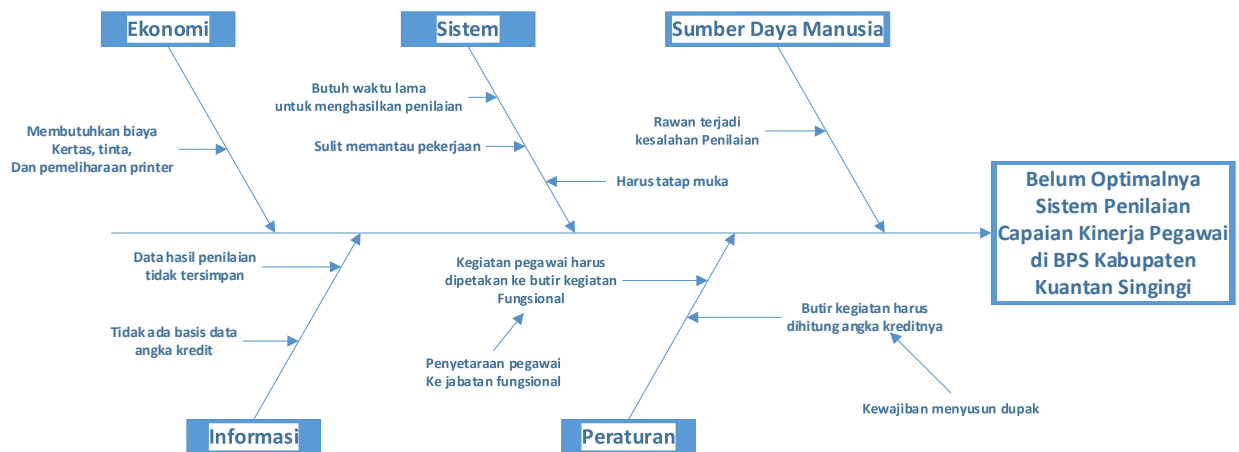 Ekonomi
Sistem
Sumber Daya Manusia
Butuh waktu lama
untuk menghasilkan penilaian
Membutuhkan biaya
Kertas, tinta,
Dan pemeliharaan printer
Sulit memantau pekerjaan
Rawan terjadi
kesalahan Penilaian
Harus tatap muka
Belum Optimalnya
Sistem Penilaian
Capaian Kinerja Pegawai
di BPS Kabupaten
Kuantan Singingi
Data hasil penilaian
tidak tersimpan
Kegiatan pegawai harus
dipetakan ke butir kegiatan
Fungsional
Butir kegiatan harus
dihitung angka kreditnya
Tidak ada basis data
angka kredit
Penyetaraan pegawai
Ke jabatan fungsional
Kewajiban menyusun dupak
Informasi
Peraturan